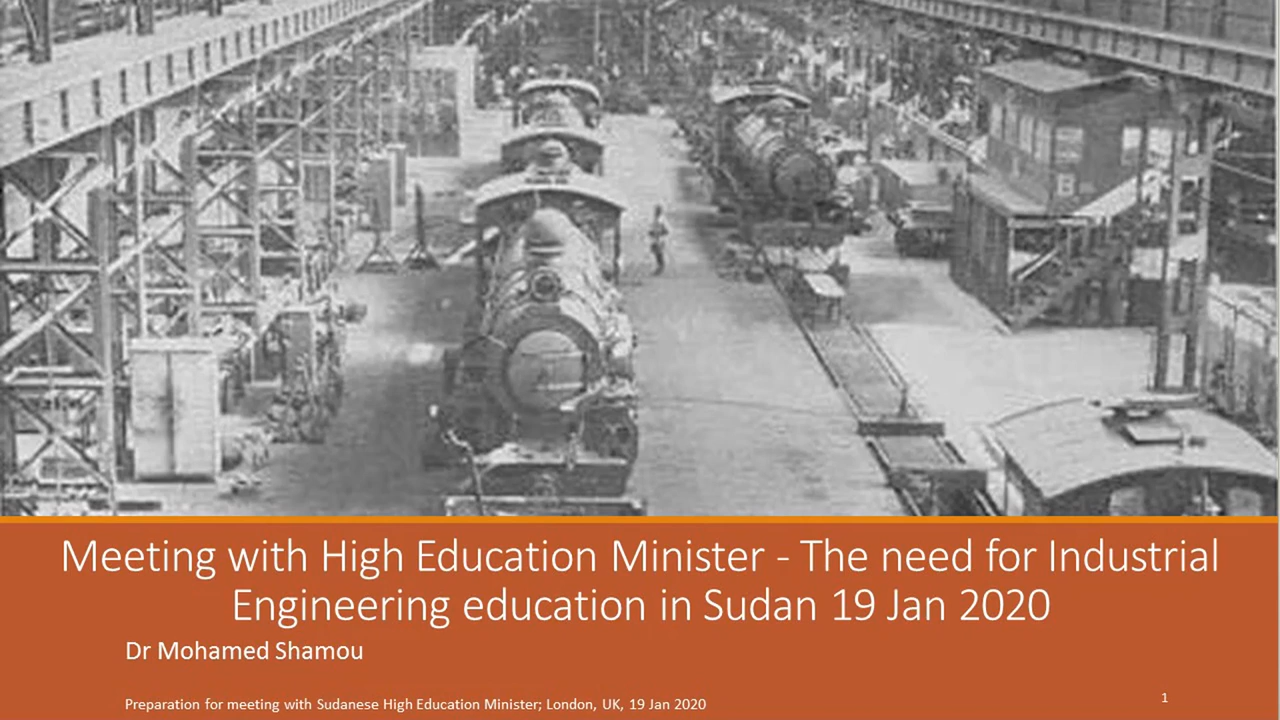 Meeting with High Education Minister - The need for Industrial
Engineering education in Sudan 19 Jan 2020
Dr Mohamed Shamou
Preparation for meeting with Sudanese High Education Minister; London, UK, 19 Jan 2020
1